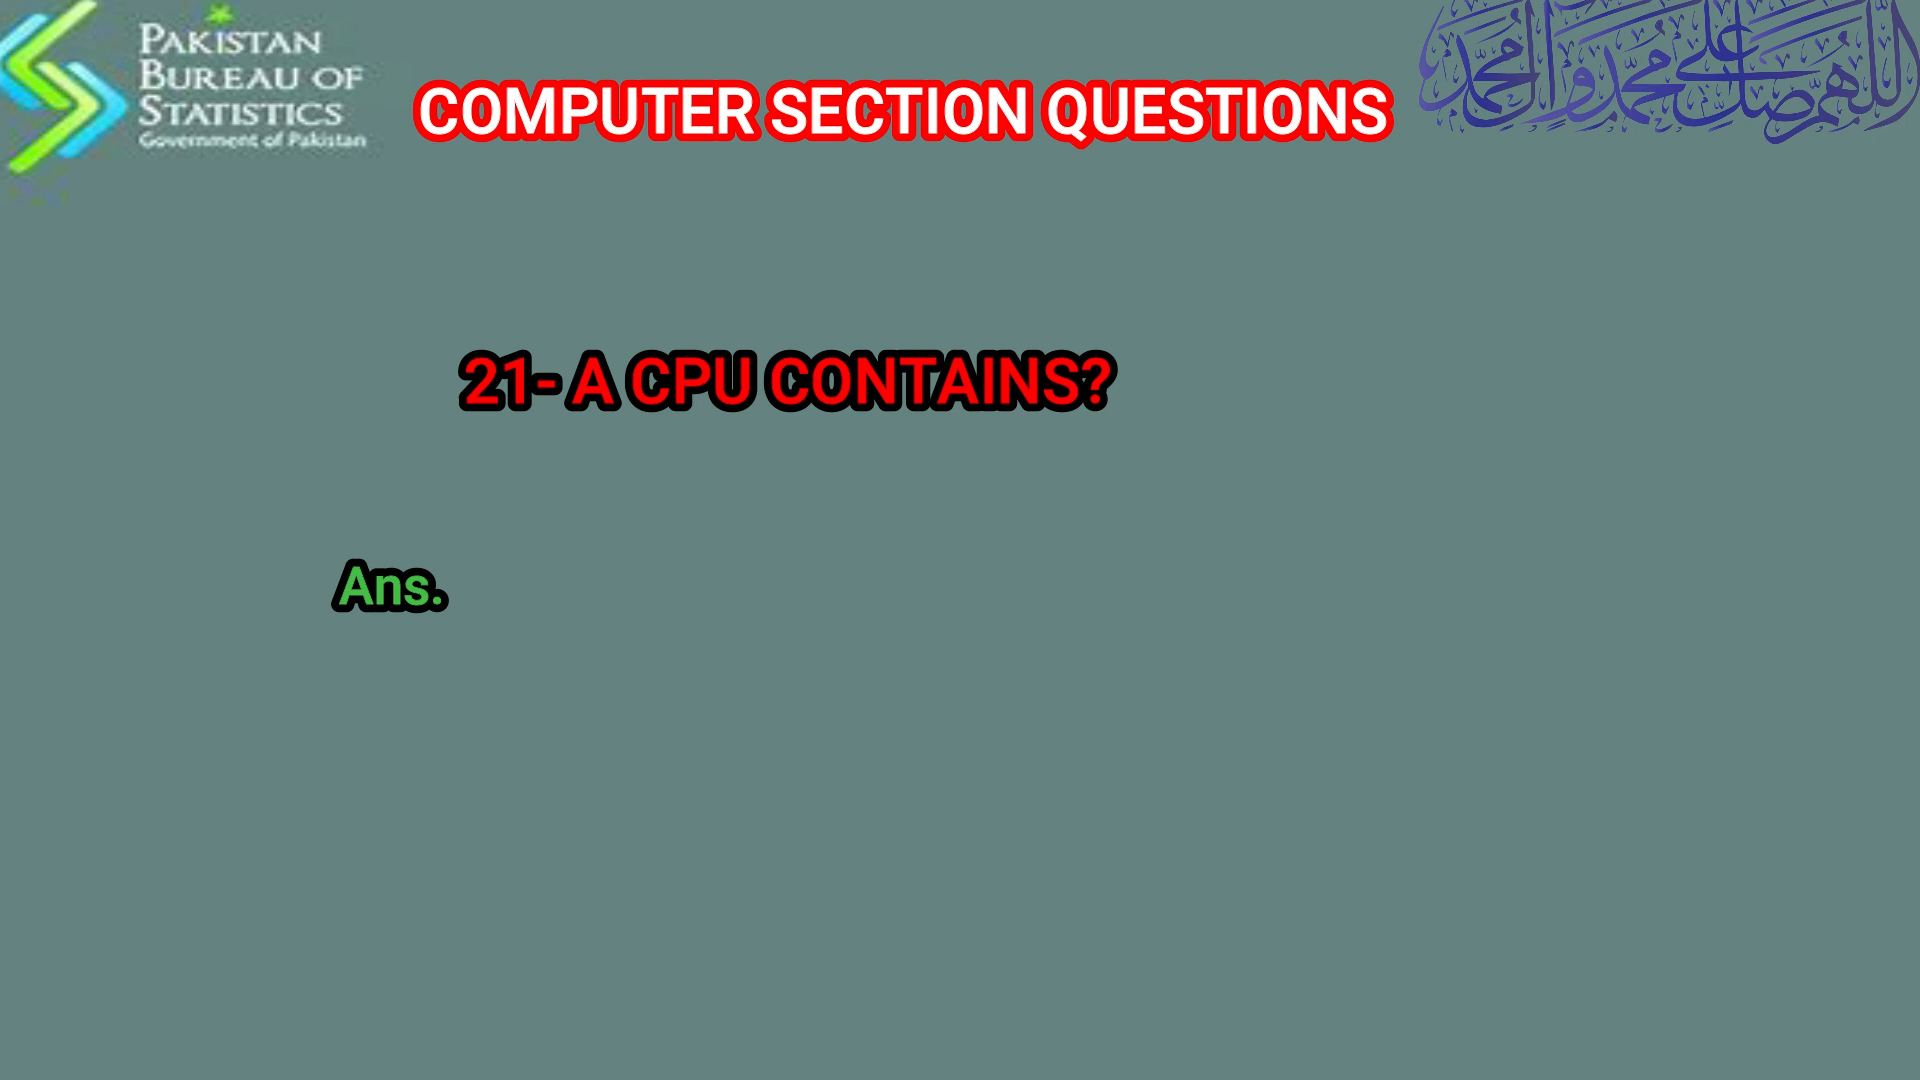 PAKISTAN
BUREAU OF
STATISTICS
Government of Pakistan
COMPUTER SECTION QUESTIONS
اللهم صل علی محمد و آل محمد
21- A CPU CONTAINS?
Ans.